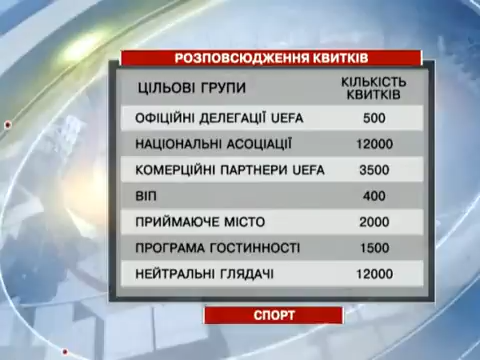 РОЗПОВСЮДЖЕННЯ КВИТКІВ
ЦІЛЬОВІ ГРУПИ КІЛЬКІСТЬ КВИТКІВ
ОФІЦІЙНІ ДЕЛЕГАЦІЇ UEFA 500
НАЦІОНАЛЬНІ АСОЦІАЦІЇ 12000
КОМЕРЦІЙНІ ПАРТНЕРИ UEFA 3500
ВІП 400
ПРИЙМАЮЧЕ МІСТО 2000
ПРОГРАМА ГОСТИННОСТІ 1500
НЕЙТРАЛЬНІ ГЛЯДАЧІ 12000
СПОРТ